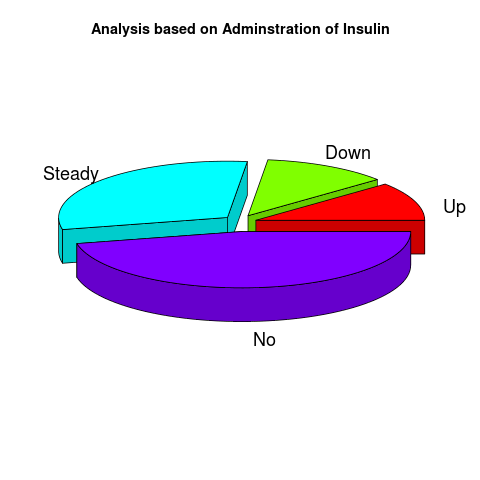 Analysis based on Adminstration of Insulin
Down
Steady
Up
No